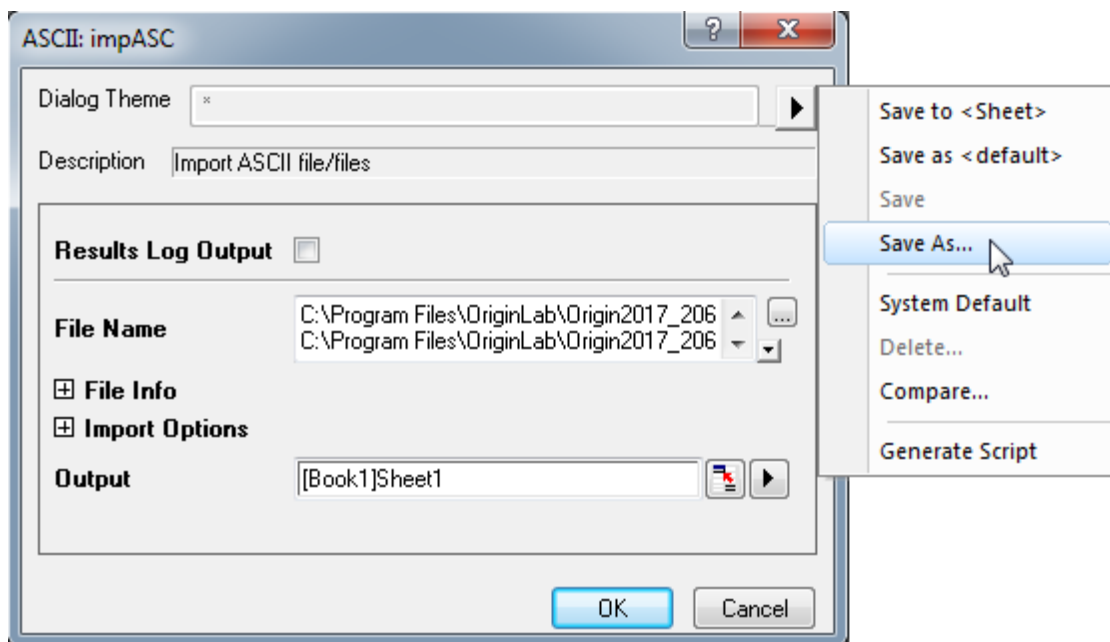 ASCII: impASC
?
x
Dialog Theme
*
Description
Import ASCII file/files
Results Log Output
File Name
C:\Program Files\OriginLab\Origin2017_206
C:\Program Files\OriginLab\Origin2017_206
...
File Info
Import Options
Output
[Book1]Sheet1
OK
Cancel
Save to <Sheet>
Save as <default>
Save
Save As...
System Default
Delete...
Compare...
Generate Script